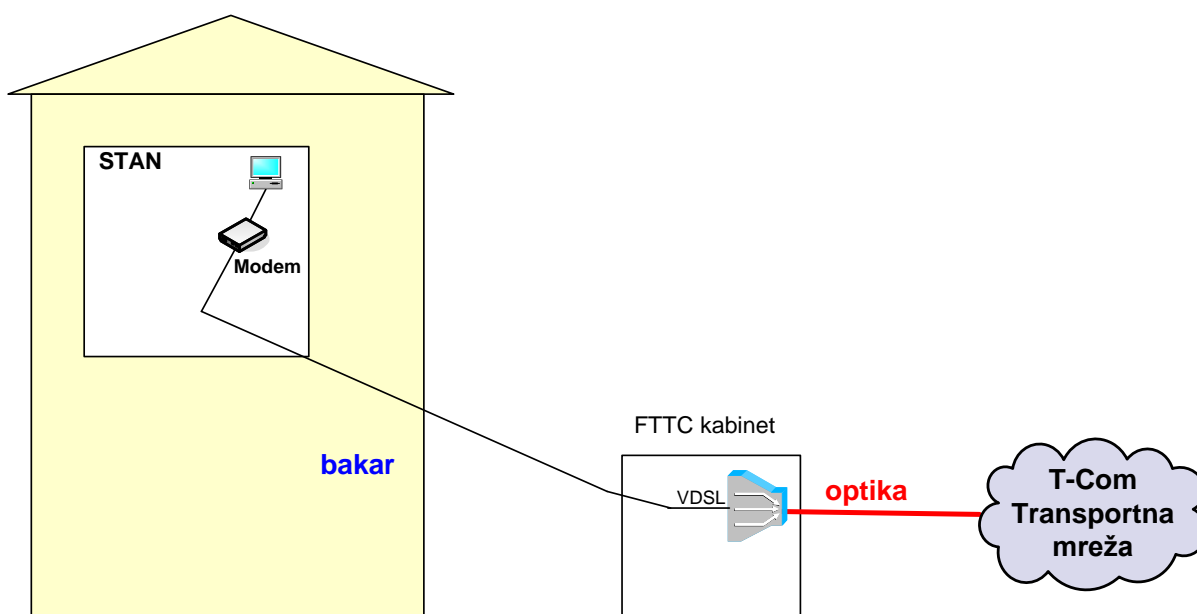 STAN
Modem
bakar
FTTC kabinet
VDSL
optika
T-Com
Transportna
mreža